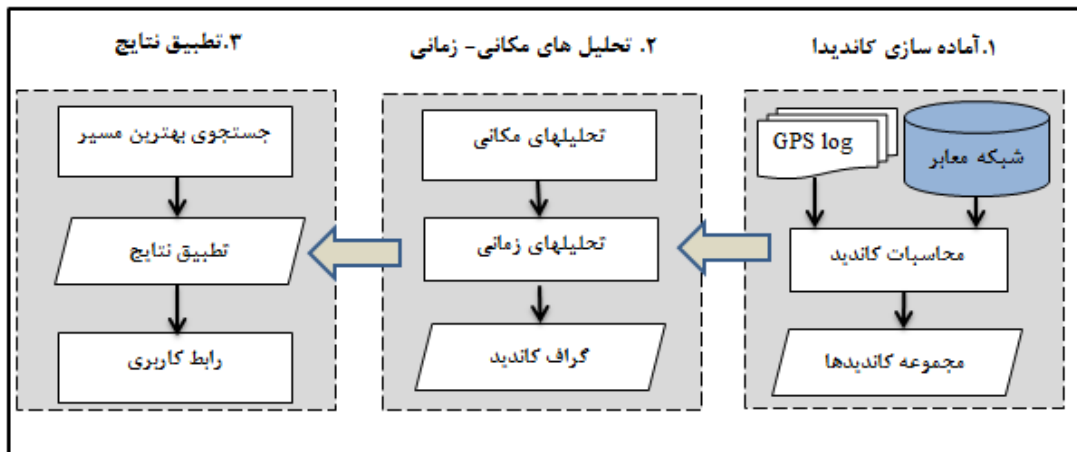 ۱.آماده سازی کاندیدا
GPS log
شبکه معابر
محاسبات کاندید
مجموعه کاندیدها
۲. تحلیل های مکانی- زمانی
تحلیلهای مکانی
تحلیلهای زمانی
گراف کاندید
۳.تطبیق نتایج
جستجوی بهترین مسیر
تطبیق نتایج
رابط کاربری